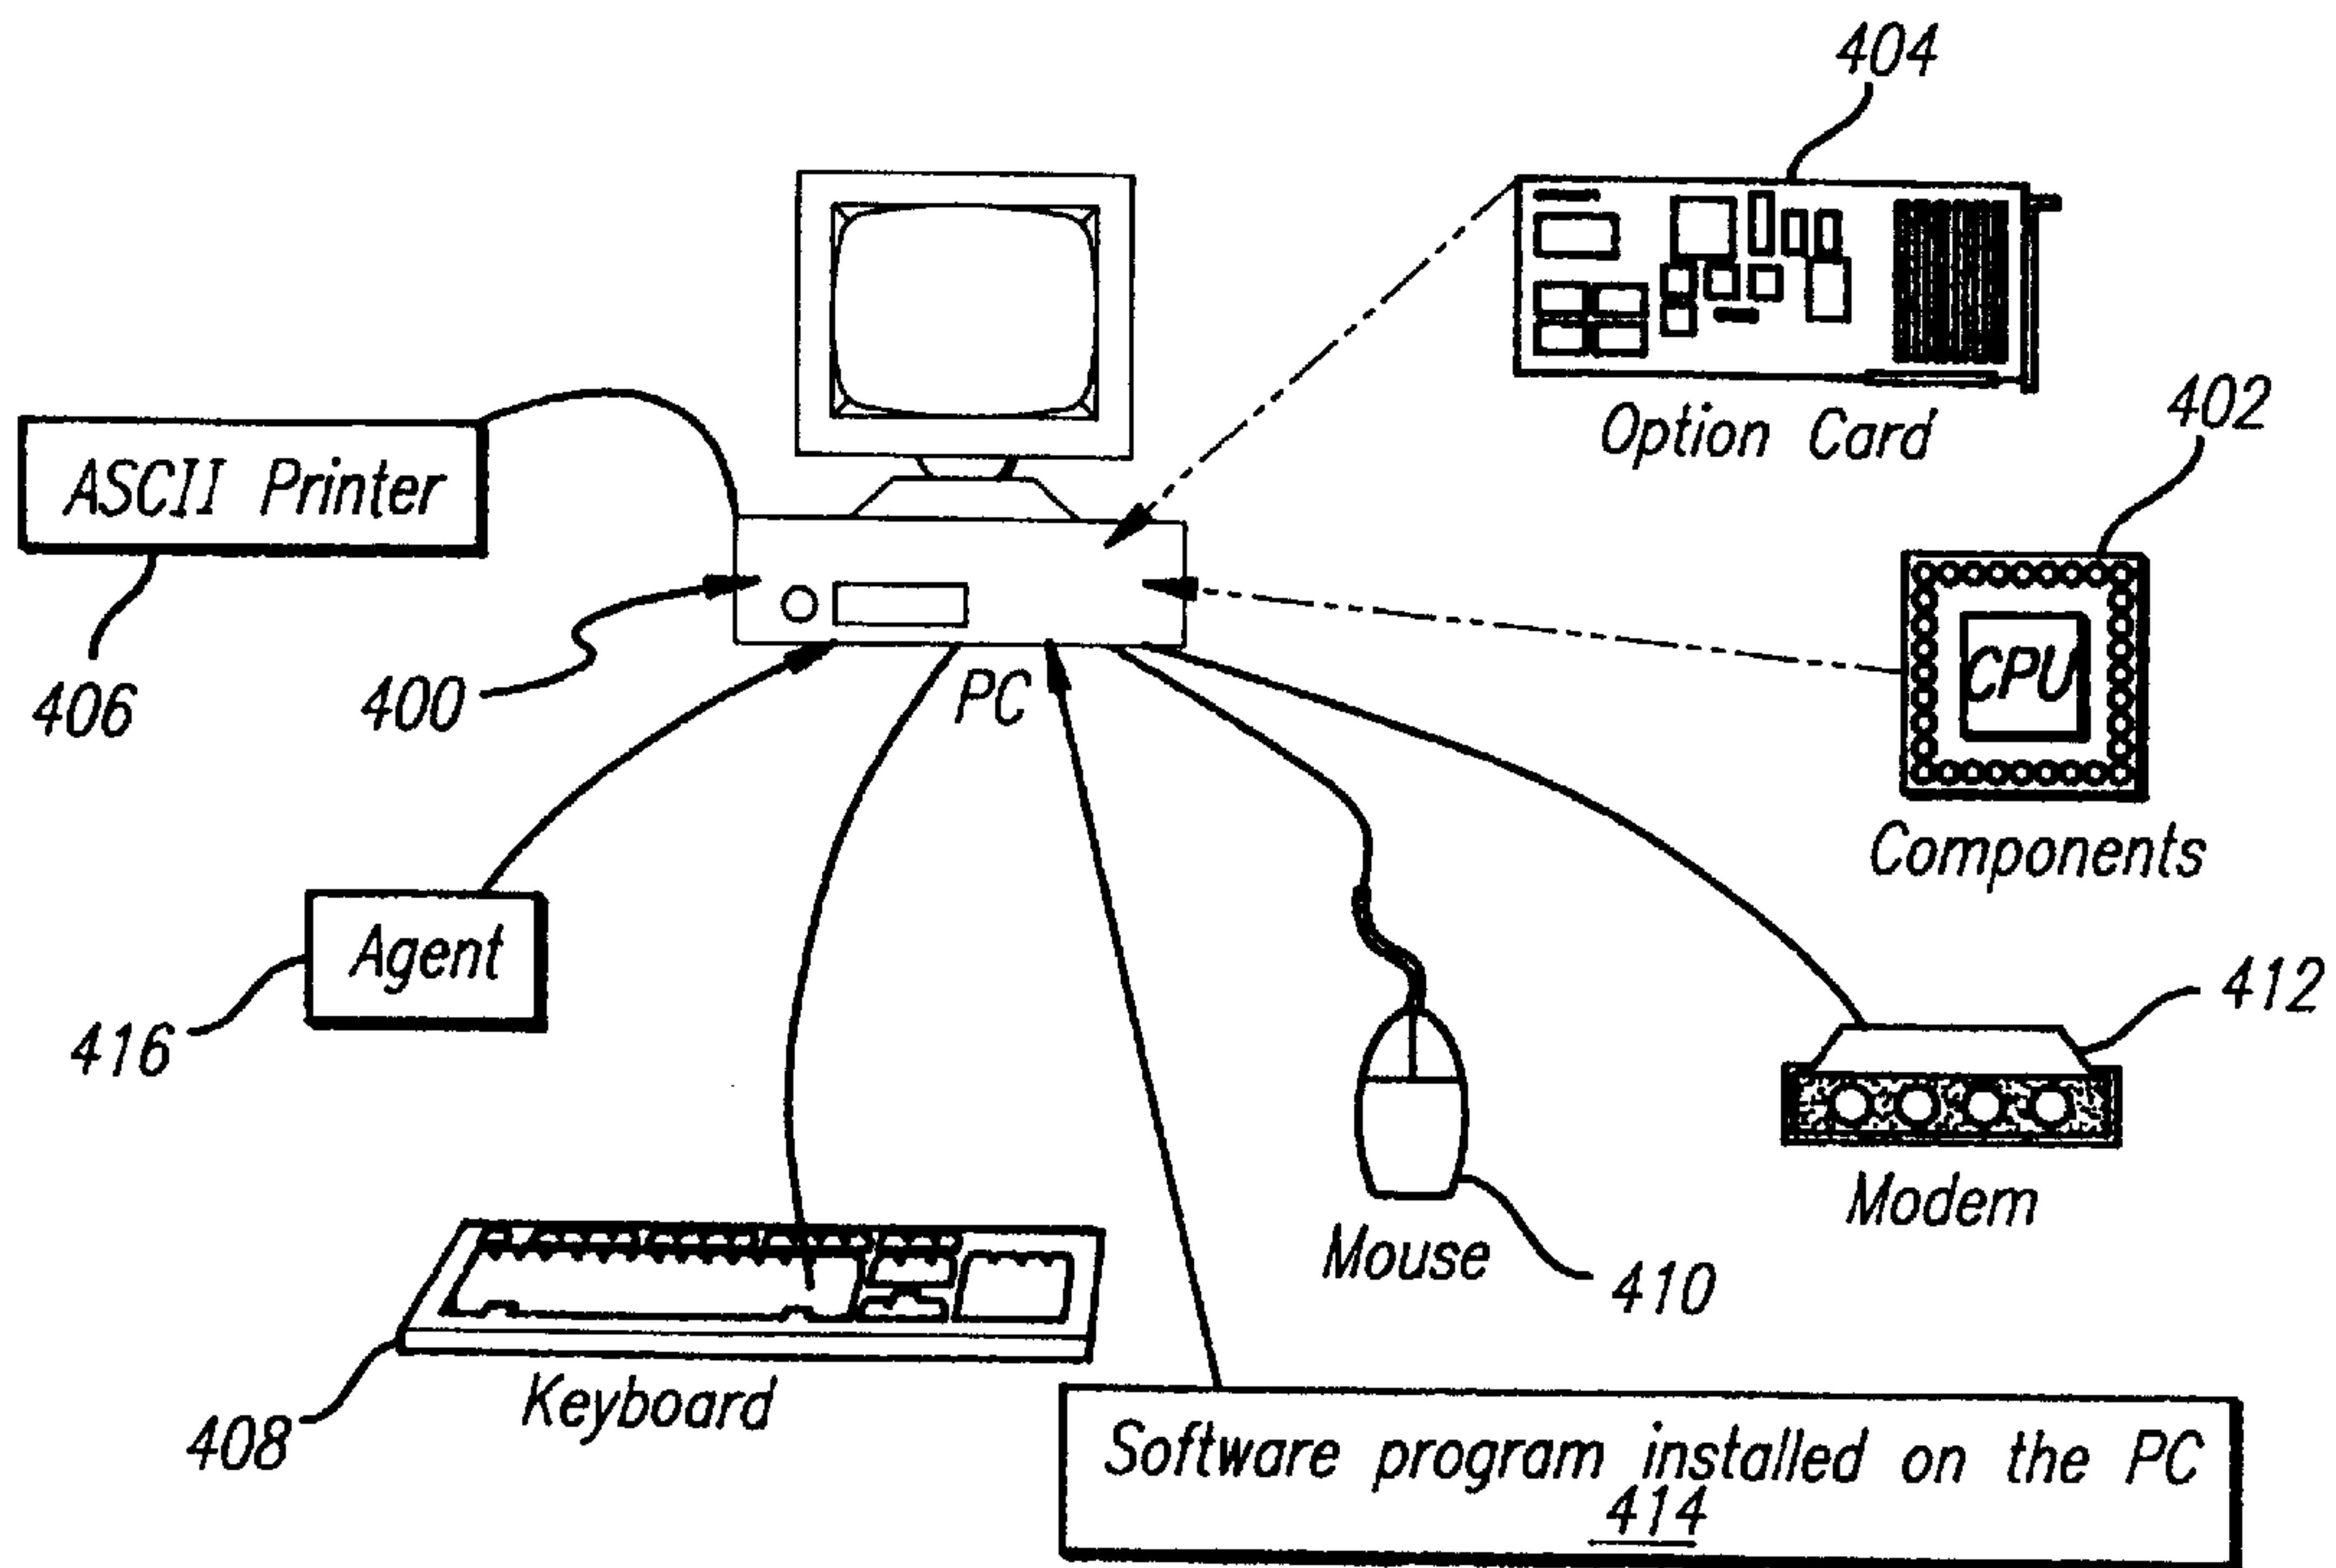 404
Option Card
402
ASCII Printer
406
400
PC
CPU
Components
Agent
416
412
Modem
Mouse
410
Keyboard
408
Software program installed on the PC
414